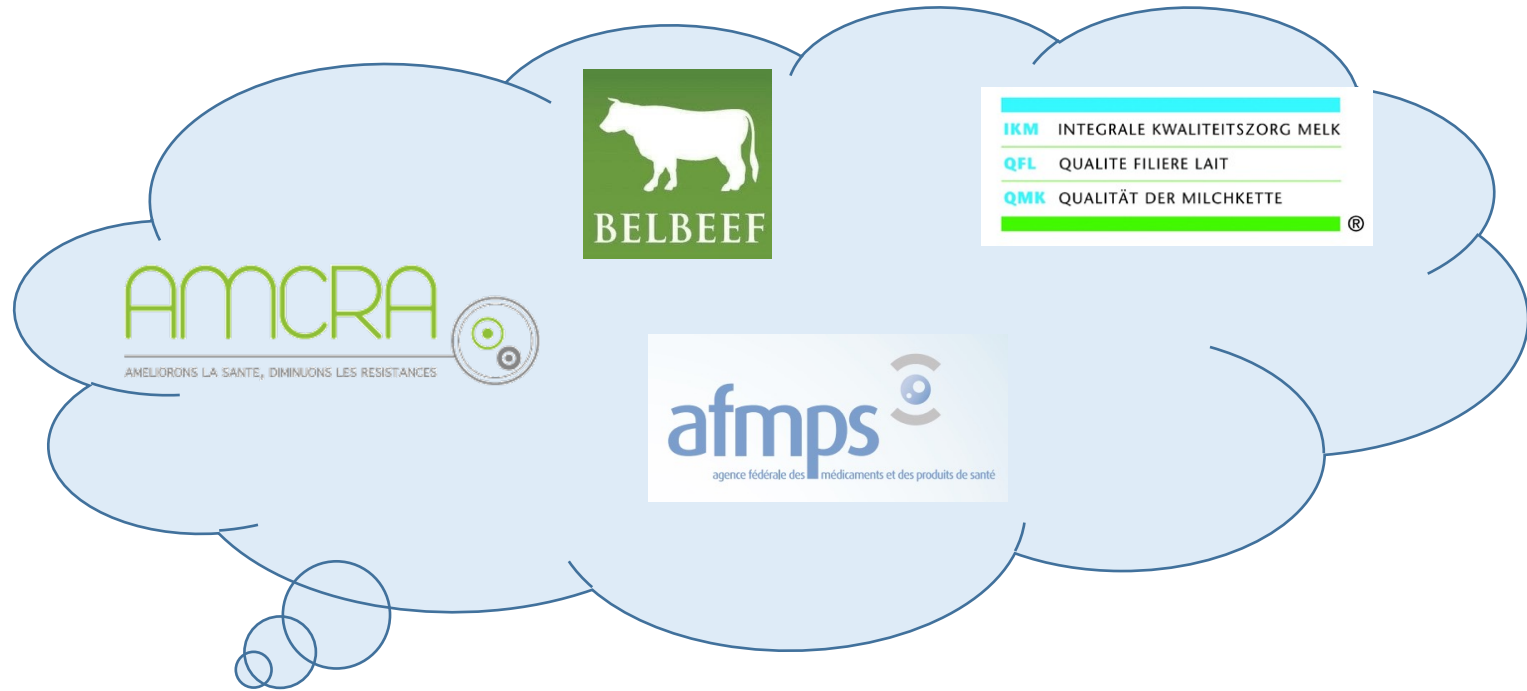 BELBEEF
IKM INTEGRALE KWALITEITSZORG MELK
QFL QUALITE FILIERE LAIT
QMK QUALITÄT DER MILCHKETTE
®
AMCRA
AMELIORONS LA SANTE, DIMINUONS LES RESISTANCES
afmps
agence fédérale des médicaments et des produits de santé